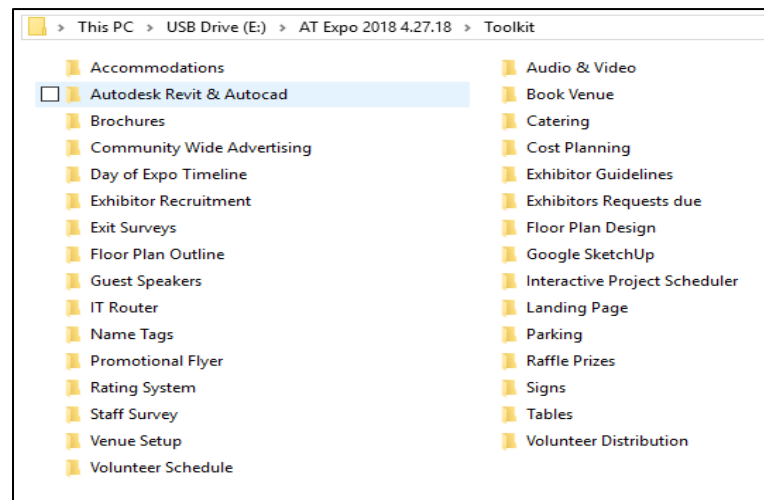 This PC > USB Drive (E:) > AT Expo 2018 4.27.18 > Toolkit
Accommodations
Audio & Video
Autodesk Revit & Autocad
Book Venue
Brochures
Catering
Community Wide Advertising
Cost Planning
Day of Expo Timeline
Exhibitor Guidelines
Exhibitor Recruitment
Exhibitors Requests due
Exit Surveys
Floor Plan Design
Floor Plan Outline
Google SketchUp
Guest Speakers
Interactive Project Scheduler
IT Router
Landing Page
Name Tags
Parking
Promotional Flyer
Raffle Prizes
Rating System
Signs
Staff Survey
Tables
Venue Setup
Volunteer Distribution
Volunteer Schedule